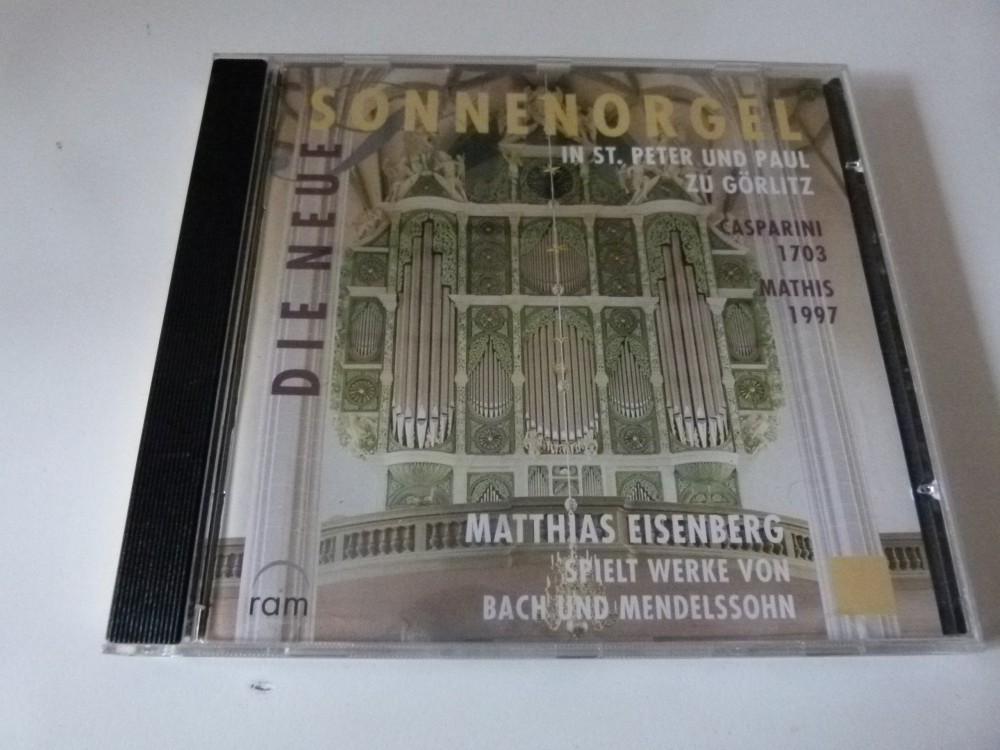 DIE NEUE
SONNENORGEL
IN ST. PETER UND PAUL
ZU GÖRLITZ
CASPARINI
1703
MATHIS
1997
MATTHIAS EISENBERG
SPIELT WERKE VON
BACH UND MENDELSSOHN
ram